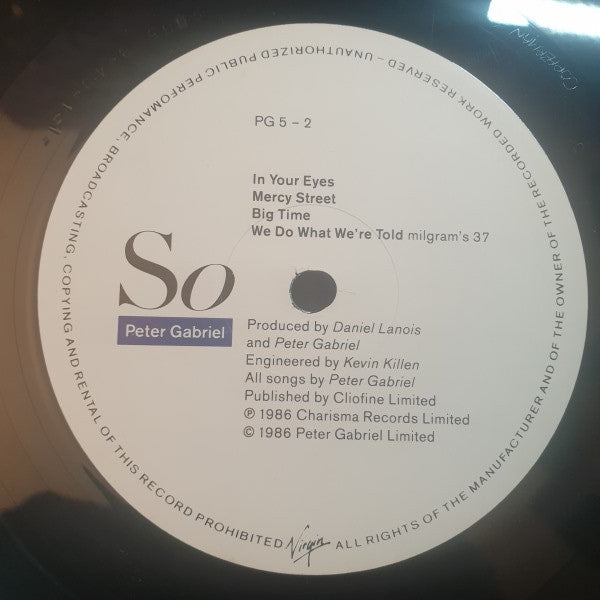 PG 5 – 2
In Your Eyes
Mercy Street
Big Time
We Do What We're Told milgram's 37
So
Peter Gabriel
Produced by Daniel Lanois
and Peter Gabriel
Engineered by Kevin Killen
All songs by Peter Gabriel
Published by Cliofine Limited
℗ 1986 Charisma Records Limited
© 1986 Peter Gabriel Limited
ALL RIGHTS OF THE MANUFACTURER AND OF THE OWNER OF THE RECORDED WORK RESERVED – UNAUTHORIZED PUBLIC PERFOMANCE, BROADCASTING, COPYING AND RENTAL OF THIS RECORD PROHIBITED
Virgin